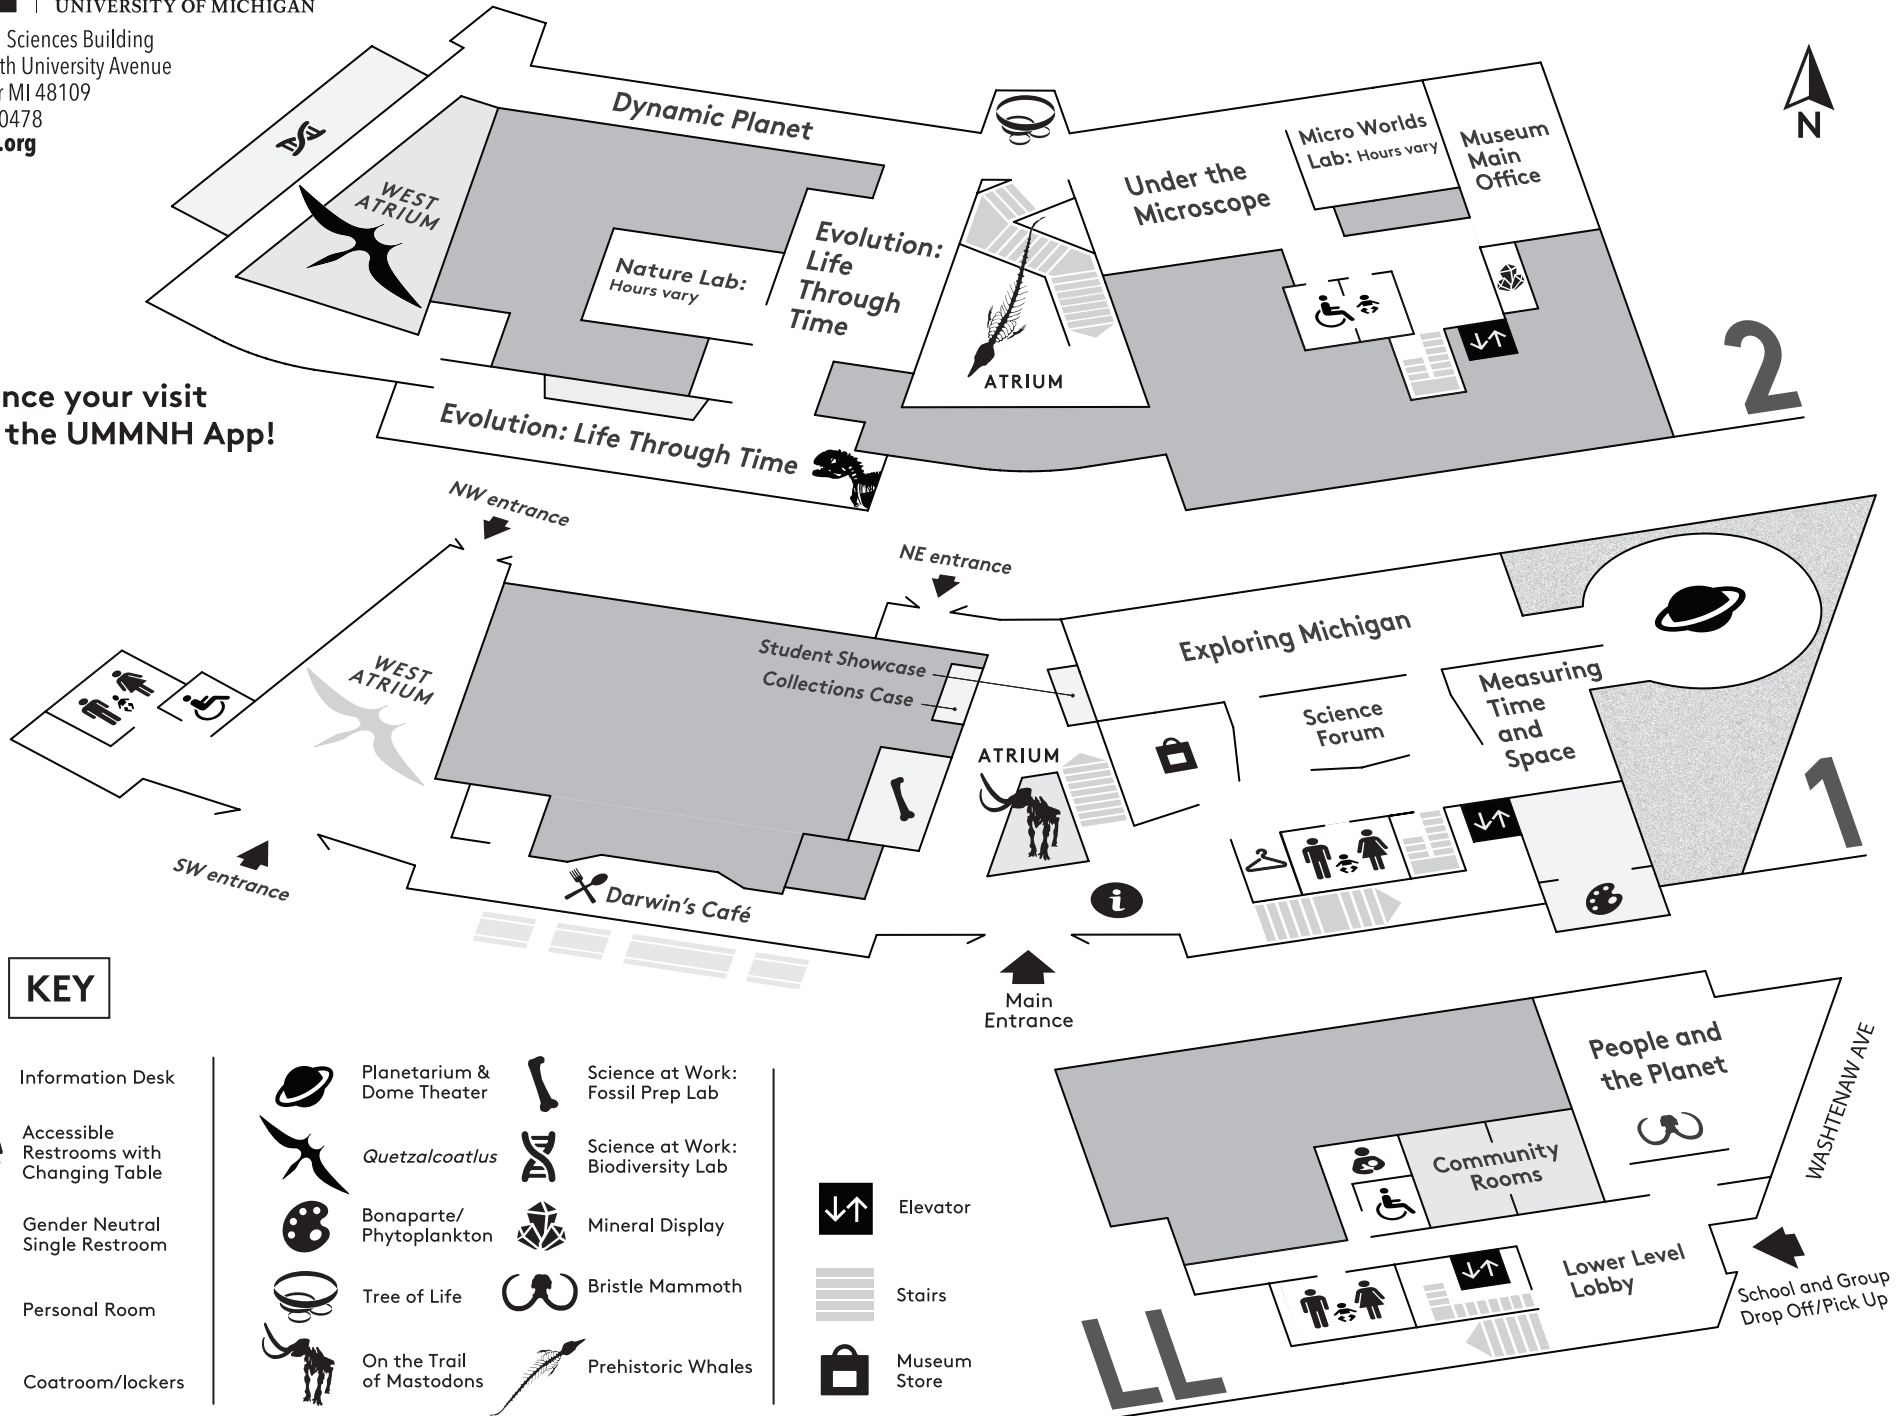 UNIVERSITY OF MICHIGAN
Sciences Building
th University Avenue
MI 48109
0478
.org
nce your visit
the UMMNH App!
N
Dynamic Planet
WEST
ATRIUM
Nature Lab:
Hours vary
Evolution:
Life
Through
Time
Evolution: Life Through Time
ATRIUM
Under the
Microscope
Micro Worlds
Lab: Hours vary
Museum
Main
Office
2
NW entrance
NE entrance
WEST
ATRIUM
Student Showcase
Collections Case
ATRIUM
Exploring Michigan
Science
Forum
Measuring
Time
and
Space
1
SW entrance
Darwin's Café
i
Main
Entrance
People and
the Planet
Community
Rooms
Lower Level
Lobby
WASHTENAW AVE
School and Group
Drop Off/Pick Up
LL
KEY
Information Desk
Accessible
Restrooms with
Changing Table
Gender Neutral
Single Restroom
Personal Room
Coatroom/lockers
Planetarium &
Dome Theater
Quetzalcoatlus
Bonaparte/
Phytoplankton
Tree of Life
On the Trail
of Mastodons
Science at Work:
Fossil Prep Lab
Science at Work:
Biodiversity Lab
Mineral Display
Bristle Mammoth
Prehistoric Whales
Elevator
Stairs
Museum
Store